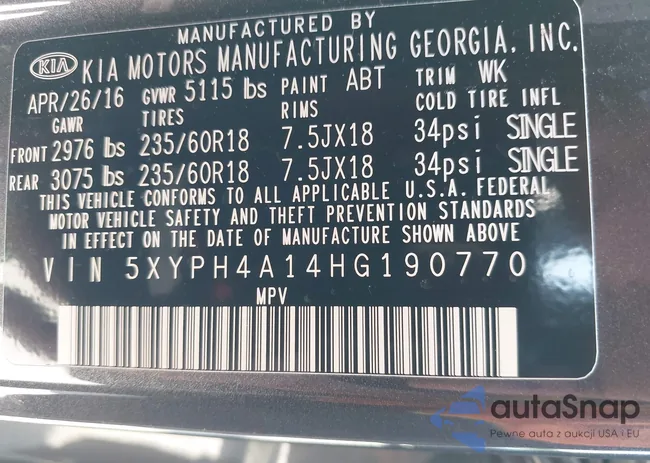 MANUFACTURED BY
KIA KIA MOTORS MANUFACTURING GEORGIA, INC.
APR/26/16 GVWR 5115 lbs PAINT ABT TRIM WK
GAWR TIRES RIMS COLD TIRE INFL
FRONT 2976 lbs 235/60R18 7.5JX18 34psi SINGLE
REAR 3075 lbs 235/60R18 7.5JX18 34psi SINGLE
THIS VEHICLE CONFORMS TO ALL APPLICABLE U.S.A. FEDERAL
MOTOR VEHICLE SAFETY AND THEFT PREVENTION STANDARDS
IN EFFECT ON THE DATE OF MANUFACTURE SHOWN ABOVE
VIN 5XYPH4A14HG190770
MPV
autaSnap
Pewne auta z aukcji USA i EU